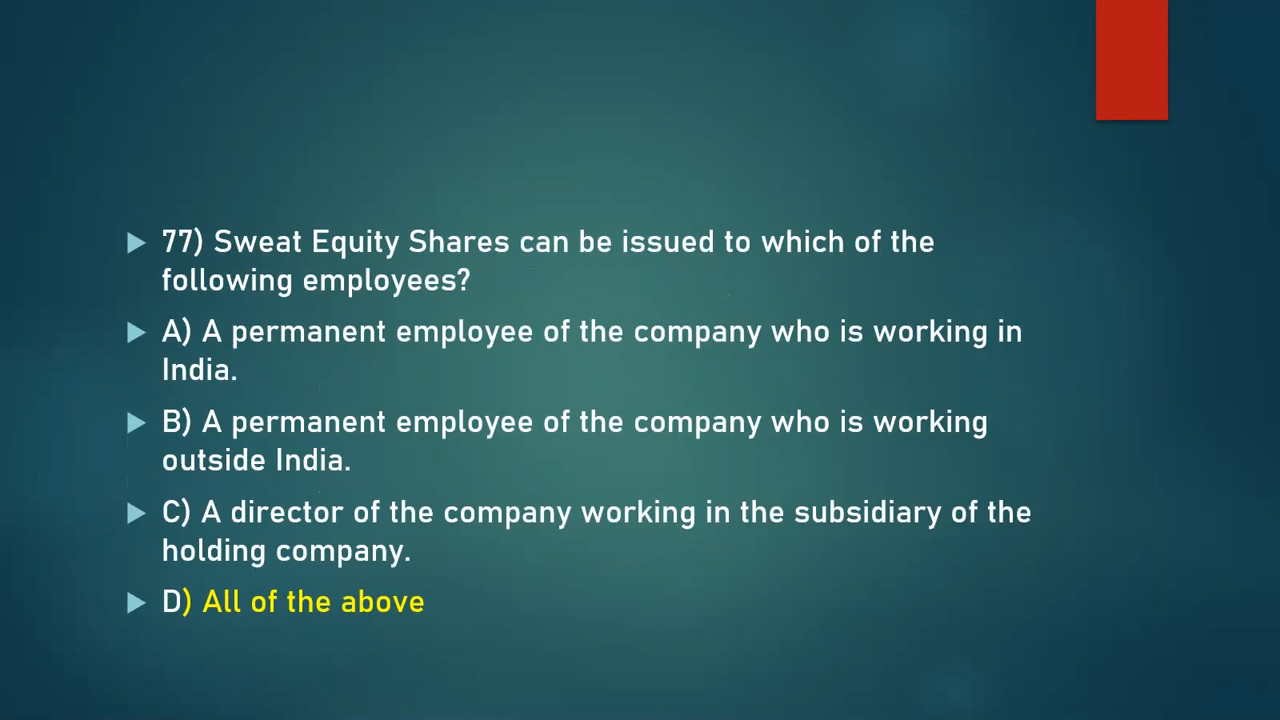 77) Sweat Equity Shares can be issued to which of the
following employees?
A) A permanent employee of the company who is working in
India.
B) A permanent employee of the company who is working
outside India.
C) A director of the company working in the subsidiary of the
holding company.
D) All of the above